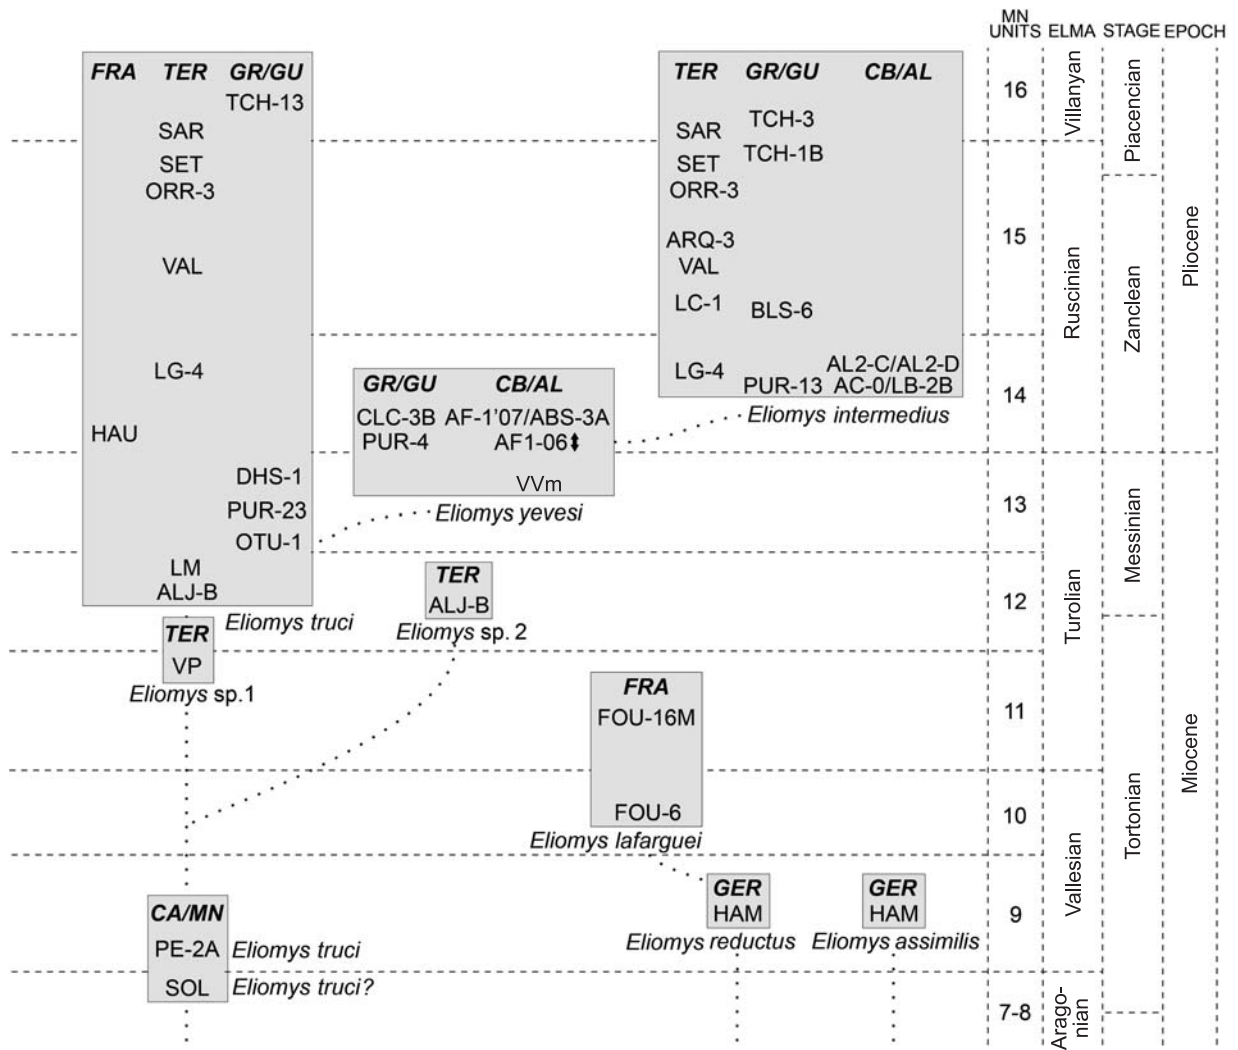 MN
UNITS ELMA STAGE EPOCH
FRA TER GR/GU
TCH-13
SAR
SET
ORR-3
VAL
LG-4
HAU
DHS-1
PUR-23
OTU-1
LM
ALJ-B
Eliomys truci
TER
VP
Eliomys sp.1
CA/MN
PE-2A Eliomys truci
SOL Eliomys truci?
GR/GU CB/AL
CLC-3B AF-1'07/ABS-3A
PUR-4 AF1-06
VVm
Eliomys yevesi
TER
ALJ-B
Eliomys sp. 2
TER GR/GU CB/AL
TCH-3
SAR
TCH-1B
SET
ORR-3
ARQ-3
VAL
LC-1
BLS-6
LG-4 AL2-C/AL2-D
PUR-13 AC-0/LB-2B
Eliomys intermedius
FRA
FOU-16M
FOU-6
Eliomys lafarguei
GER
HAM
Eliomys reductus
GER
HAM
Eliomys assimilis
16
15
14
13
12
11
10
9
7-8
Villanyan
Ruscinian
Turolian
Vallesian
Arago-
nian
Piacencian
Zanclean
Messinian
Tortonian
Pliocene
Miocene